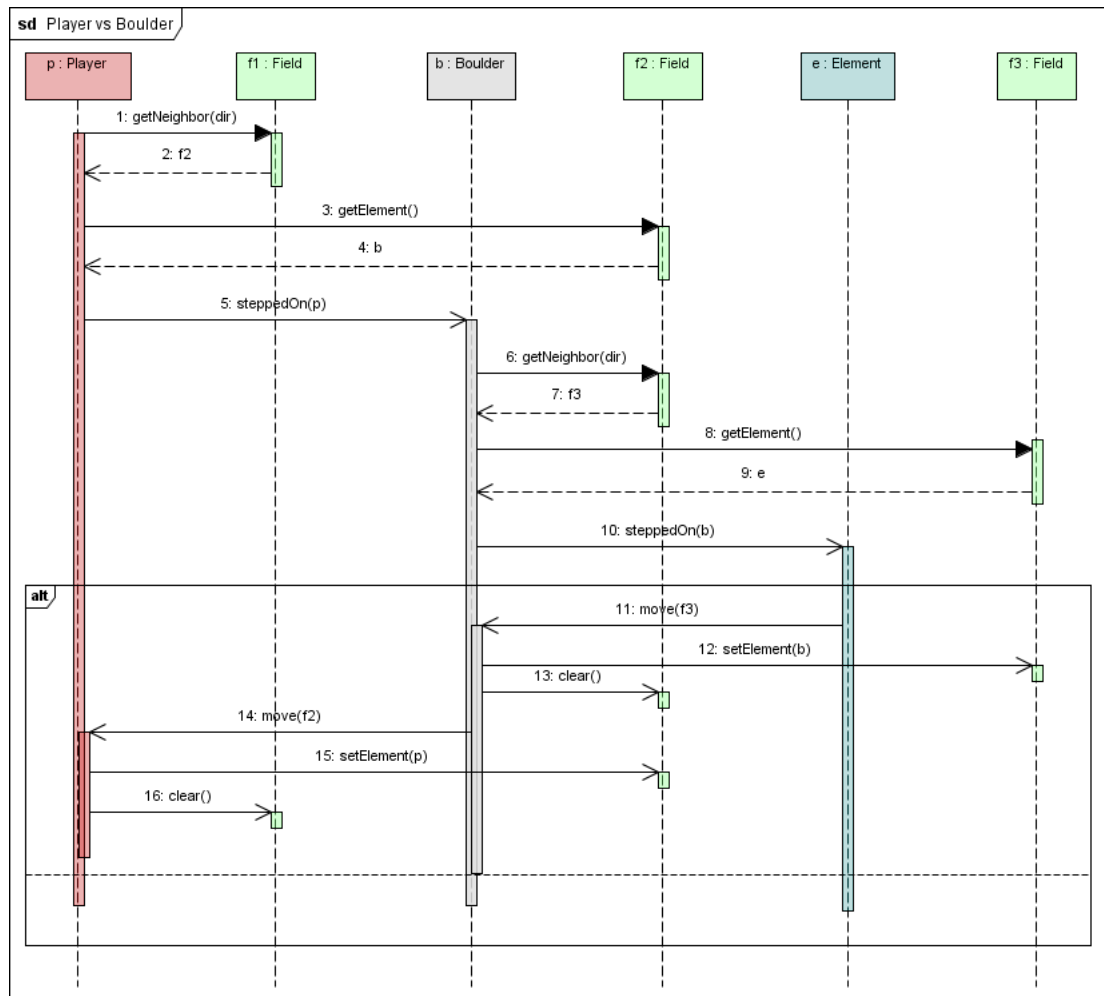 sd Player vs Boulder
p : Player
f1 : Field
b : Boulder
f2 : Field
e : Element
f3 : Field
1: getNeighbor(dir)
2: f2
3: getElement()
4: b
5: steppedOn(p)
6: getNeighbor(dir)
7: f3
8: getElement()
9: e
10: steppedOn(b)
alt
11: move(f3)
12: setElement(b)
13: clear()
14: move(f2)
15: setElement(p)
16: clear()